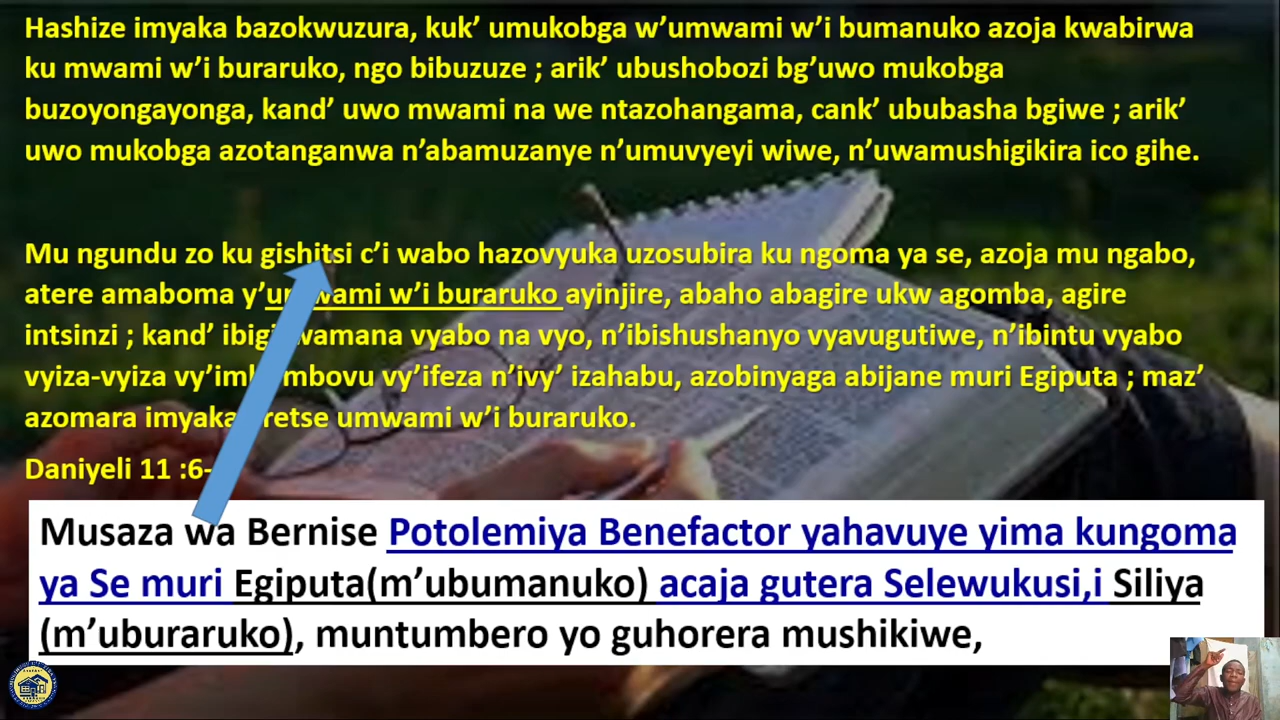 Hashize imyaka bazokwuzura, kuk’ umukobga w’umwami w’i bumanuko azoja kwabirwa
ku mwami w’i buraruko, ngo bibuzuze ; arik’ ubushobozi bg’uwo mukobga
buzoyongayonga, kand’ uwo mwami na we ntazohangama, cank’ ububasha bgiwe ; arik’
uwo mukobga azotanganwa n’abamuzanye n’umuvyeyi wiwe, n’uwamushigikira ico gihe.
Mu ngundu zo ku gishitsi c’i wabo hazovyuka uzosubira ku ngoma ya se, azoja mu ngabo,
atere amaboma y’umwami w’i buraruko ayinjire, abaho abagire ukw agomba, agire
intsinzi ; kand’ vyabo na vyo, n’ibishushanyo vyavugutiwe, n’ibintu vyabo
vyiza-vyiza vy’ifeza n’ivy’ izahabu, azobinyaga abijane muri Egiputa ; maz’
azomara imyaka aretse umwami w’i buraruko.
Daniyeli 11 :6-
Musaza wa Bernise Potolemiya Benefactor yahavuye yima kungoma
ya Se muri Egiputa(m’ubumanuko) acaja gutera Selewukusi,i Siliya
(m’uburaruko), muntumbero yo guhorera mushikiwe,